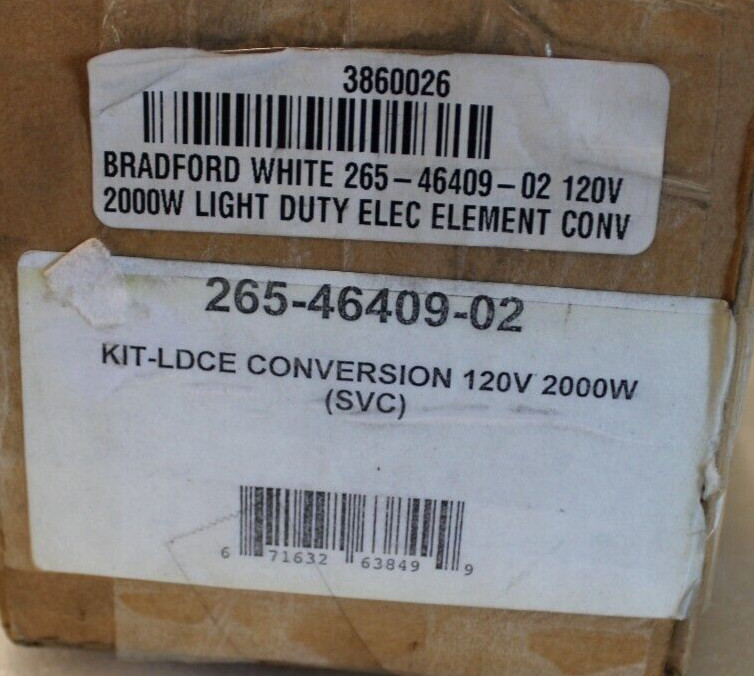 3860026
BRADFORD WHITE 265-46409-02 120V
2000W LIGHT DUTY ELEC ELEMENT CONV
265-46409-02
KIT-LDCE CONVERSION 120V 2000W
(SVC)
6 71632 63849 9